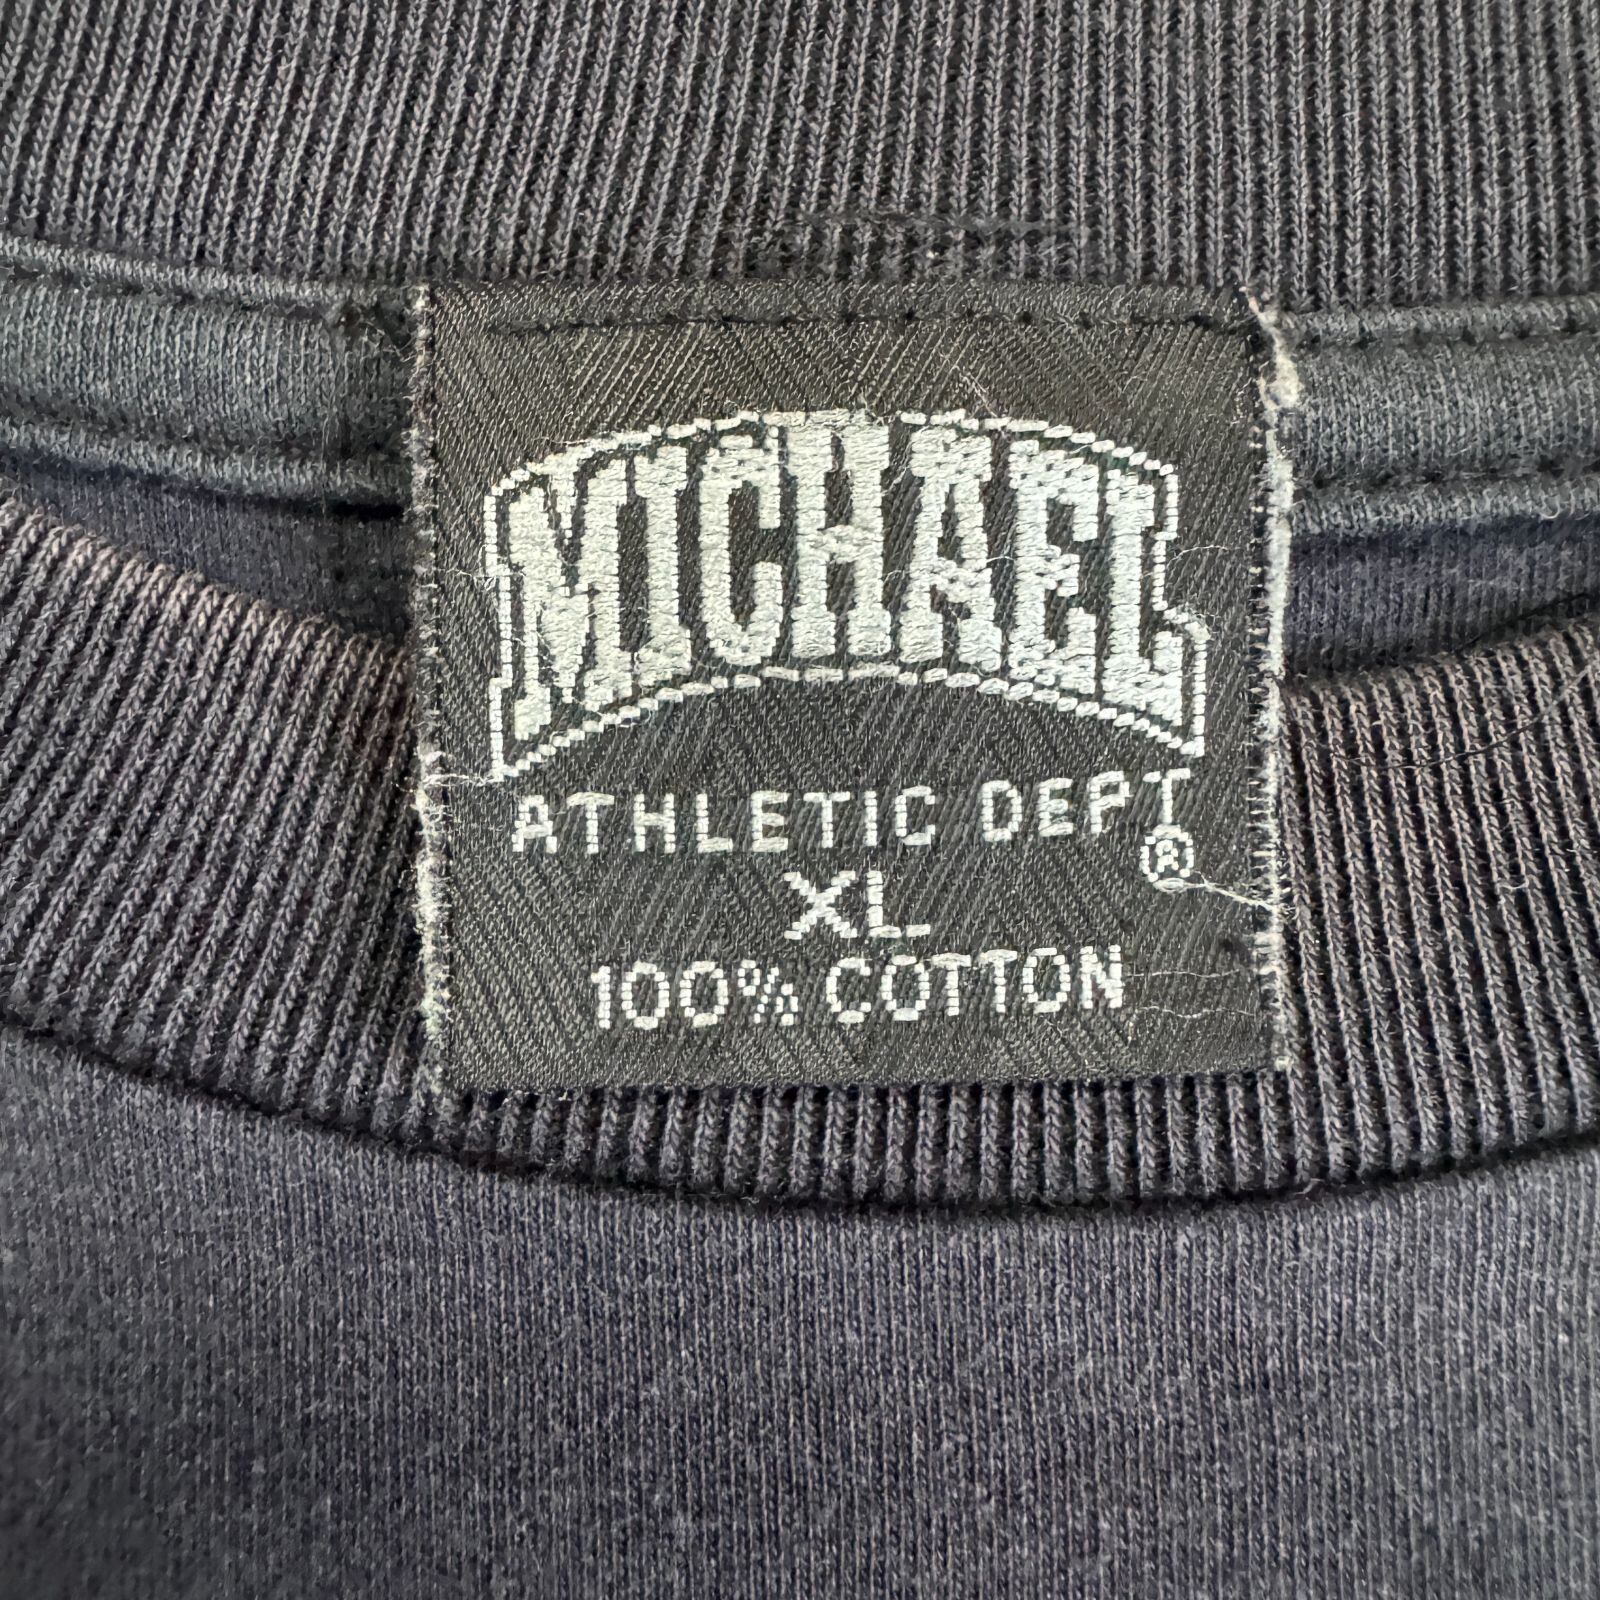 MICHAEL
ATHLETIC DEPT
®
XL
100% COTTON